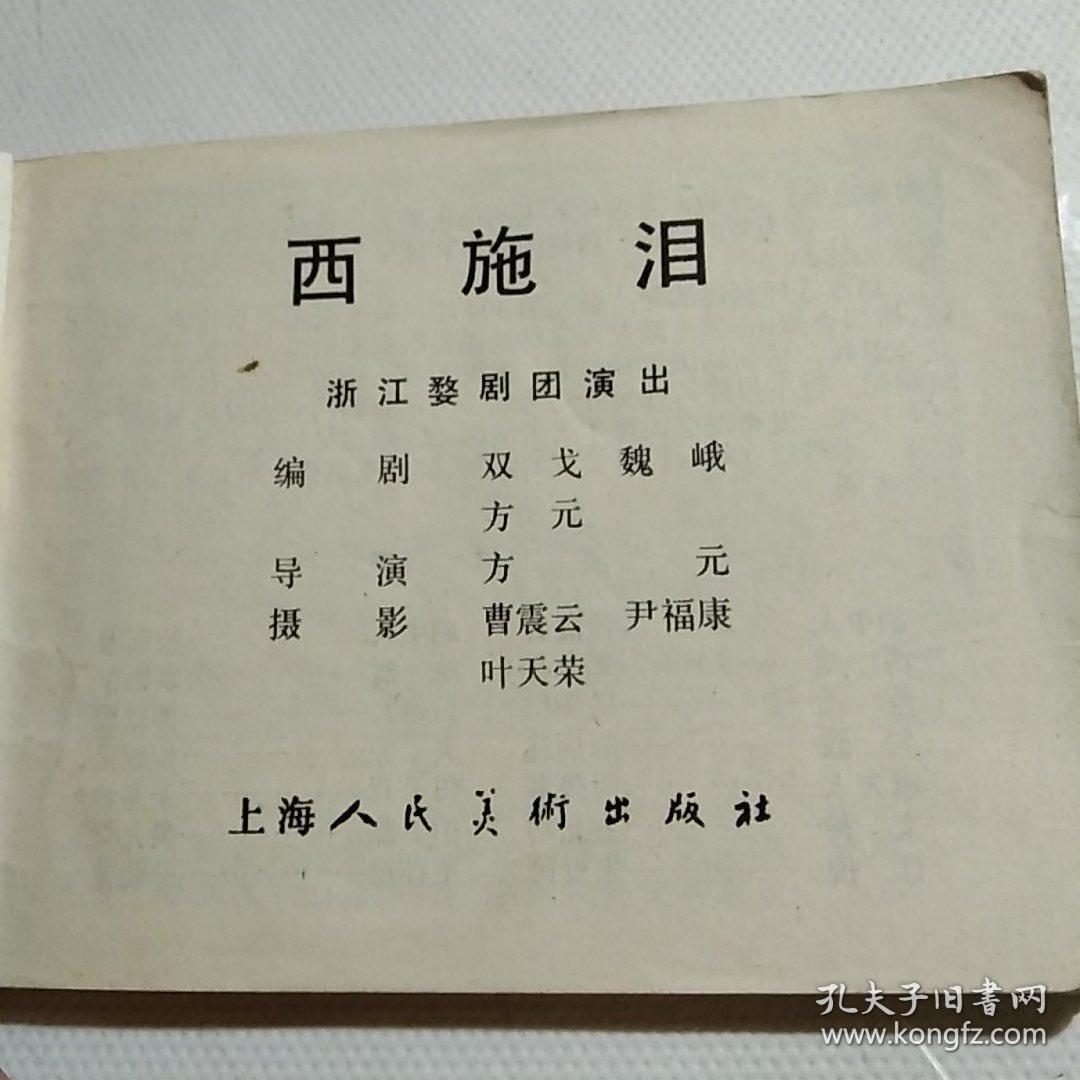 西施泪
浙江婺剧团演出
编剧 双戈 魏峨
方元
导演 方元
摄影 曹震云 尹福康
叶天荣
上海人民美術出版社
孔夫子旧书网
www.kongfz.com